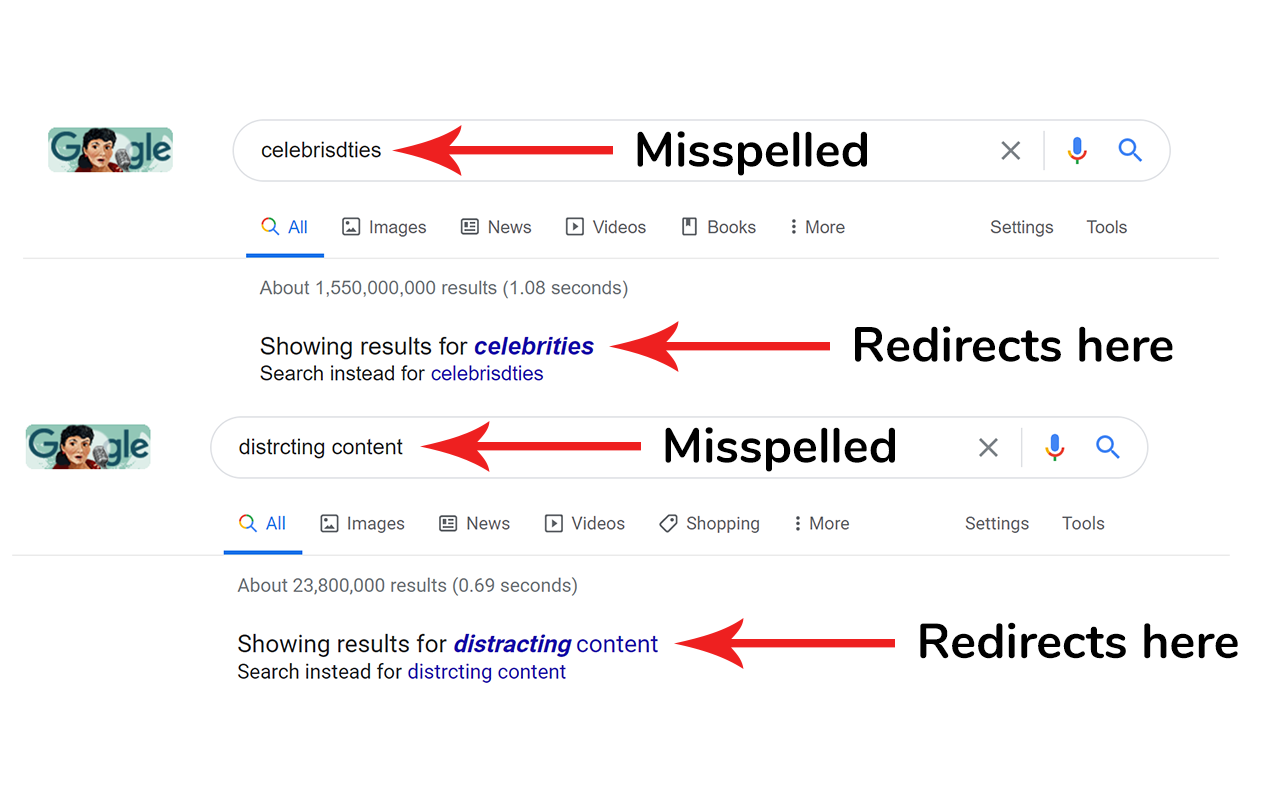 Google celebrisdties Misspelled
All Images News Videos Books More Settings Tools
About 1,550,000,000 results (1.08 seconds)
Showing results for celebrities Redirects here
Search instead for celebrisdties
Google distrcting content Misspelled
All Images News Videos Shopping More Settings Tools
About 23,800,000 results (0.69 seconds)
Showing results for distracting content Redirects here
Search instead for distrcting content